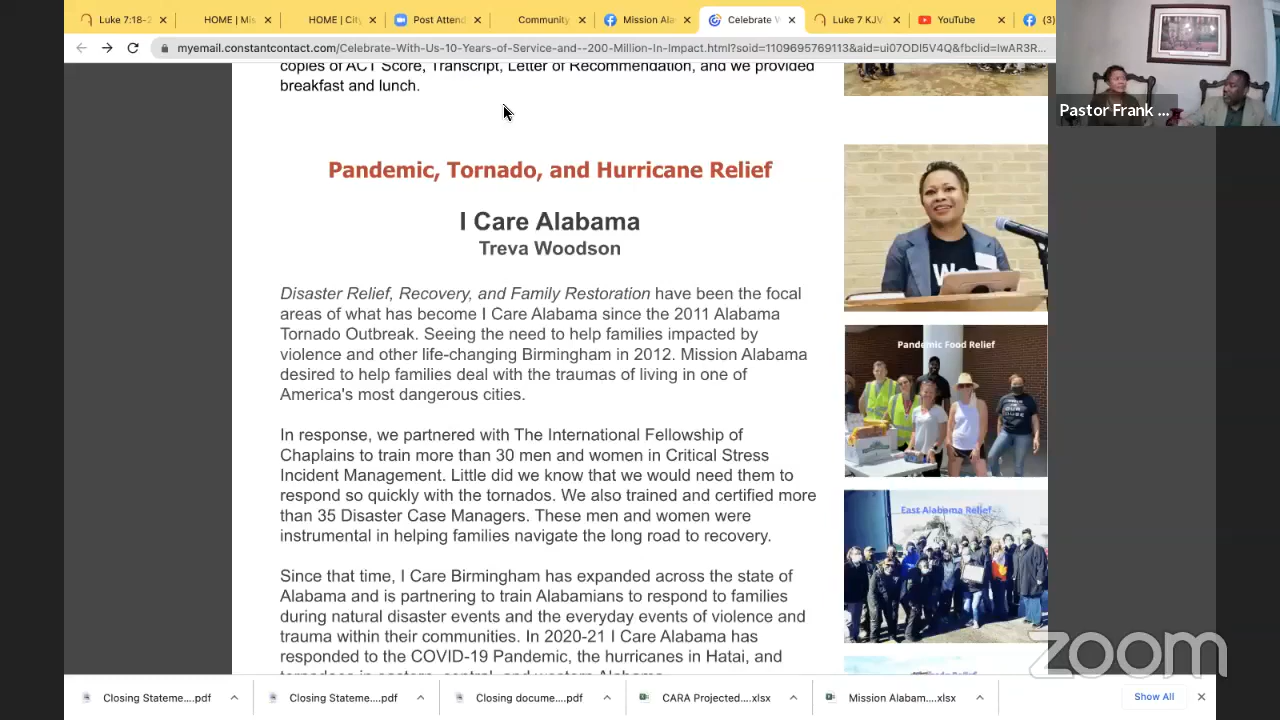 Luke 7:18-2
HOME | Mis
HOME | City
Post Attend
Community
Mission Ala
Celebrate W
Luke 7 KJV
YouTube
(3)
myemail.constantcontact.com/Celebrate-With-Us-10-Years-of-Service-and--200-Million-In-Impact.html?soid=1109695769113&aid=ui07ODl5V4Q&fbclid=IwAR3R...
Pastor Frank ...
copies of ACT Score, Transcript, Letter of Recommendation, and we provided
breakfast and lunch.
Pandemic, Tornado, and Hurricane Relief
I Care Alabama
Treva Woodson
Disaster Relief, Recovery, and Family Restoration have been the focal
areas of what has become I Care Alabama since the 2011 Alabama
Tornado Outbreak. Seeing the need to help families impacted by
violence and other life-changing Birmingham in 2012. Mission Alabama
desired to help families deal with the traumas of living in one of
America's most dangerous cities.
In response, we partnered with The International Fellowship of
Chaplains to train more than 30 men and women in Critical Stress
Incident Management. Little did we know that we would need them to
respond so quickly with the tornados. We also trained and certified more
than 35 Disaster Case Managers. These men and women were
instrumental in helping families navigate the long road to recovery.
Since that time, I Care Birmingham has expanded across the state of
Alabama and is partnering to train Alabamians to respond to families
during natural disaster events and the everyday events of violence and
trauma within their communities. In 2020-21 I Care Alabama has
responded to the COVID-19 Pandemic, the hurricanes in Hatai, and
tornadoes in eastern, central, and western Alabama.
Pandemic Food Relief
East Alabama Relief
zoom
Closing Stateme....pdf
Closing Stateme....pdf
Closing docume....pdf
CARA Projected....xlsx
Mission Alabam....xlsx
Show All